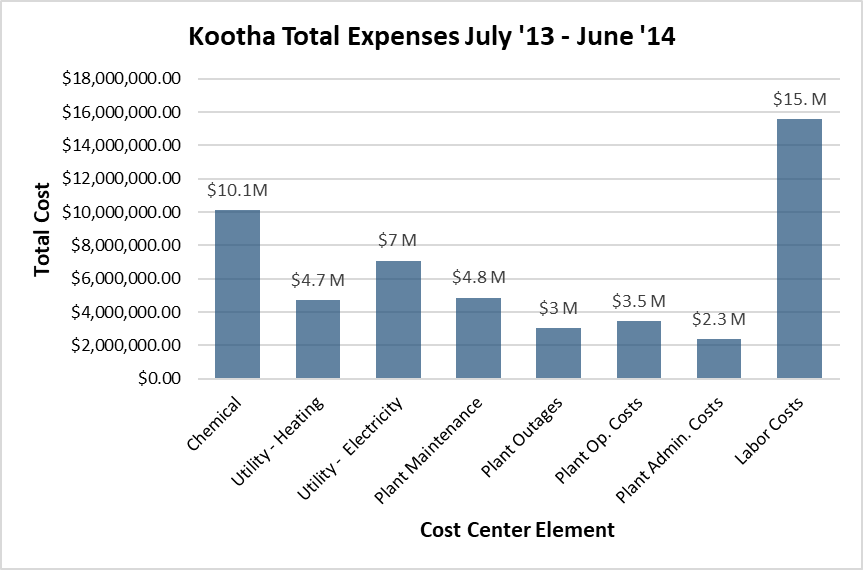 Kootha Total Expenses July '13 - June '14
$18,000,000.00
$16,000,000.00
$14,000,000.00
$12,000,000.00
$10,000,000.00
$8,000,000.00
$6,000,000.00
$4,000,000.00
$2,000,000.00
$0.00
Total Cost
$10.1M
$4.7 M
$7 M
$4.8 M
$3 M
$3.5 M
$2.3 M
$15. M
Chemical
Utility - Heating
Utility -  Electricity
Plant Maintenance
Plant Outages
Plant Op. Costs
Plant Admin. Costs
Labor Costs
Cost Center Element